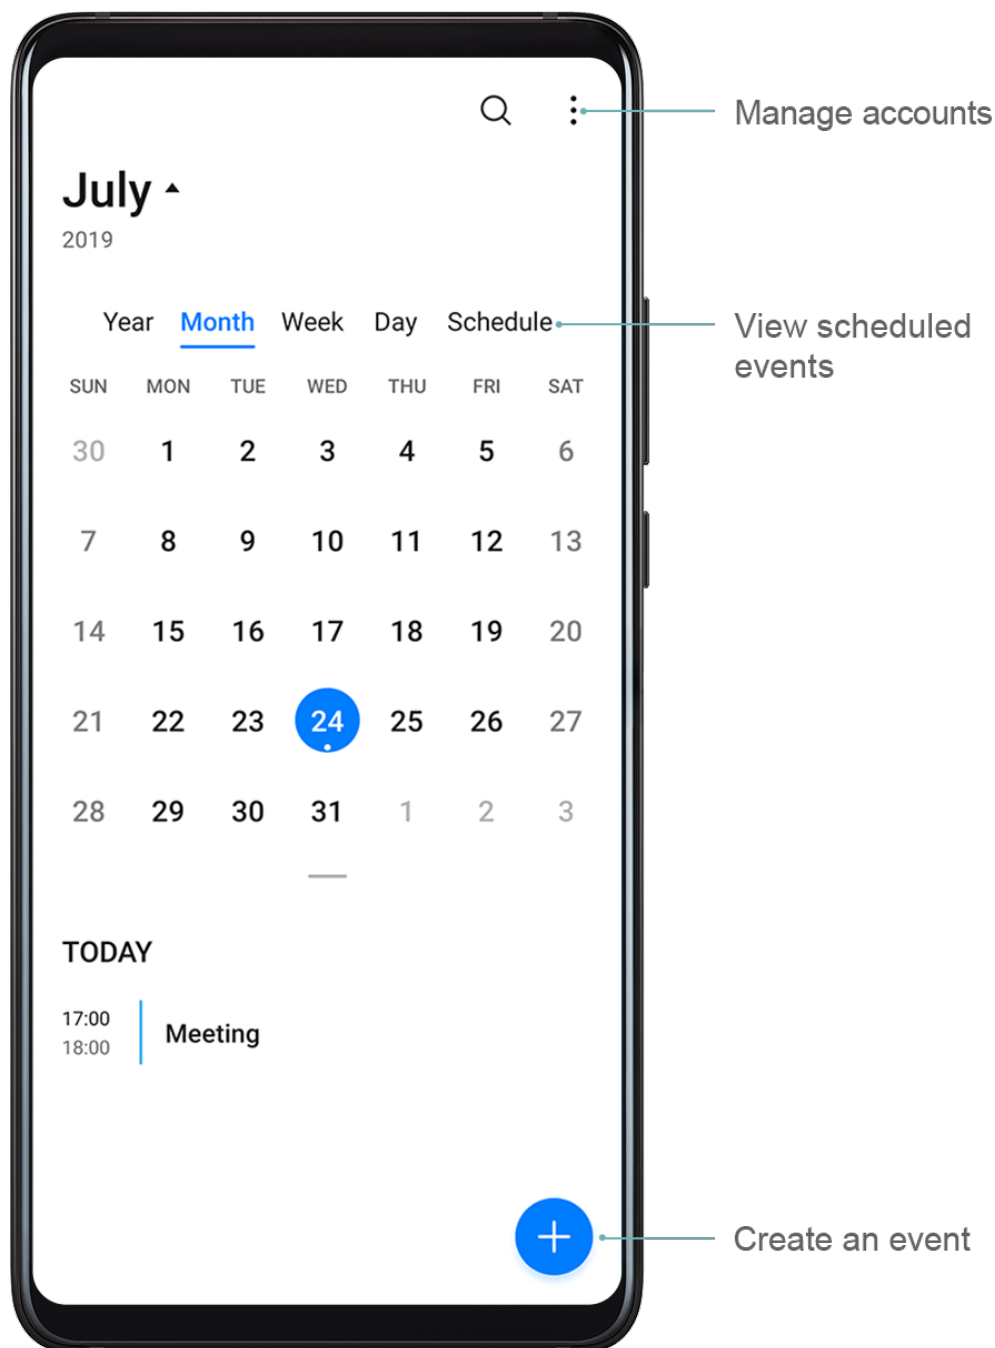 Manage accounts
July
2019
Year Month Week Day Schedule
View scheduled
events
SUN MON TUE WED THU FRI SAT
30 1 2 3 4 5 6
7 8 9 10 11 12 13
14 15 16 17 18 19 20
21 22 23 24 25 26 27
28 29 30 31 1 2 3
TODAY
17:00
Meeting
18:00
Create an event